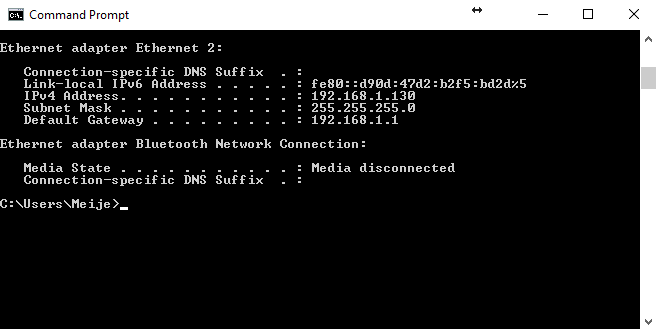 Command Prompt
Ethernet adapter Ethernet 2:
Connection-specific DNS Suffix . :
Link-local IPv6 Address . . . . . : fe80::d90d:47d2:b2f5:bd2d%5
IPv4 Address. . . . . . . . . . . : 192.168.1.130
Subnet Mask . . . . . . . . . . . : 255.255.255.0
Default Gateway . . . . . . . . . : 192.168.1.1
Ethernet adapter Bluetooth Network Connection:
Media State . . . . . . . . . . . : Media disconnected
Connection-specific DNS Suffix . :
C:\Users\Meije>_